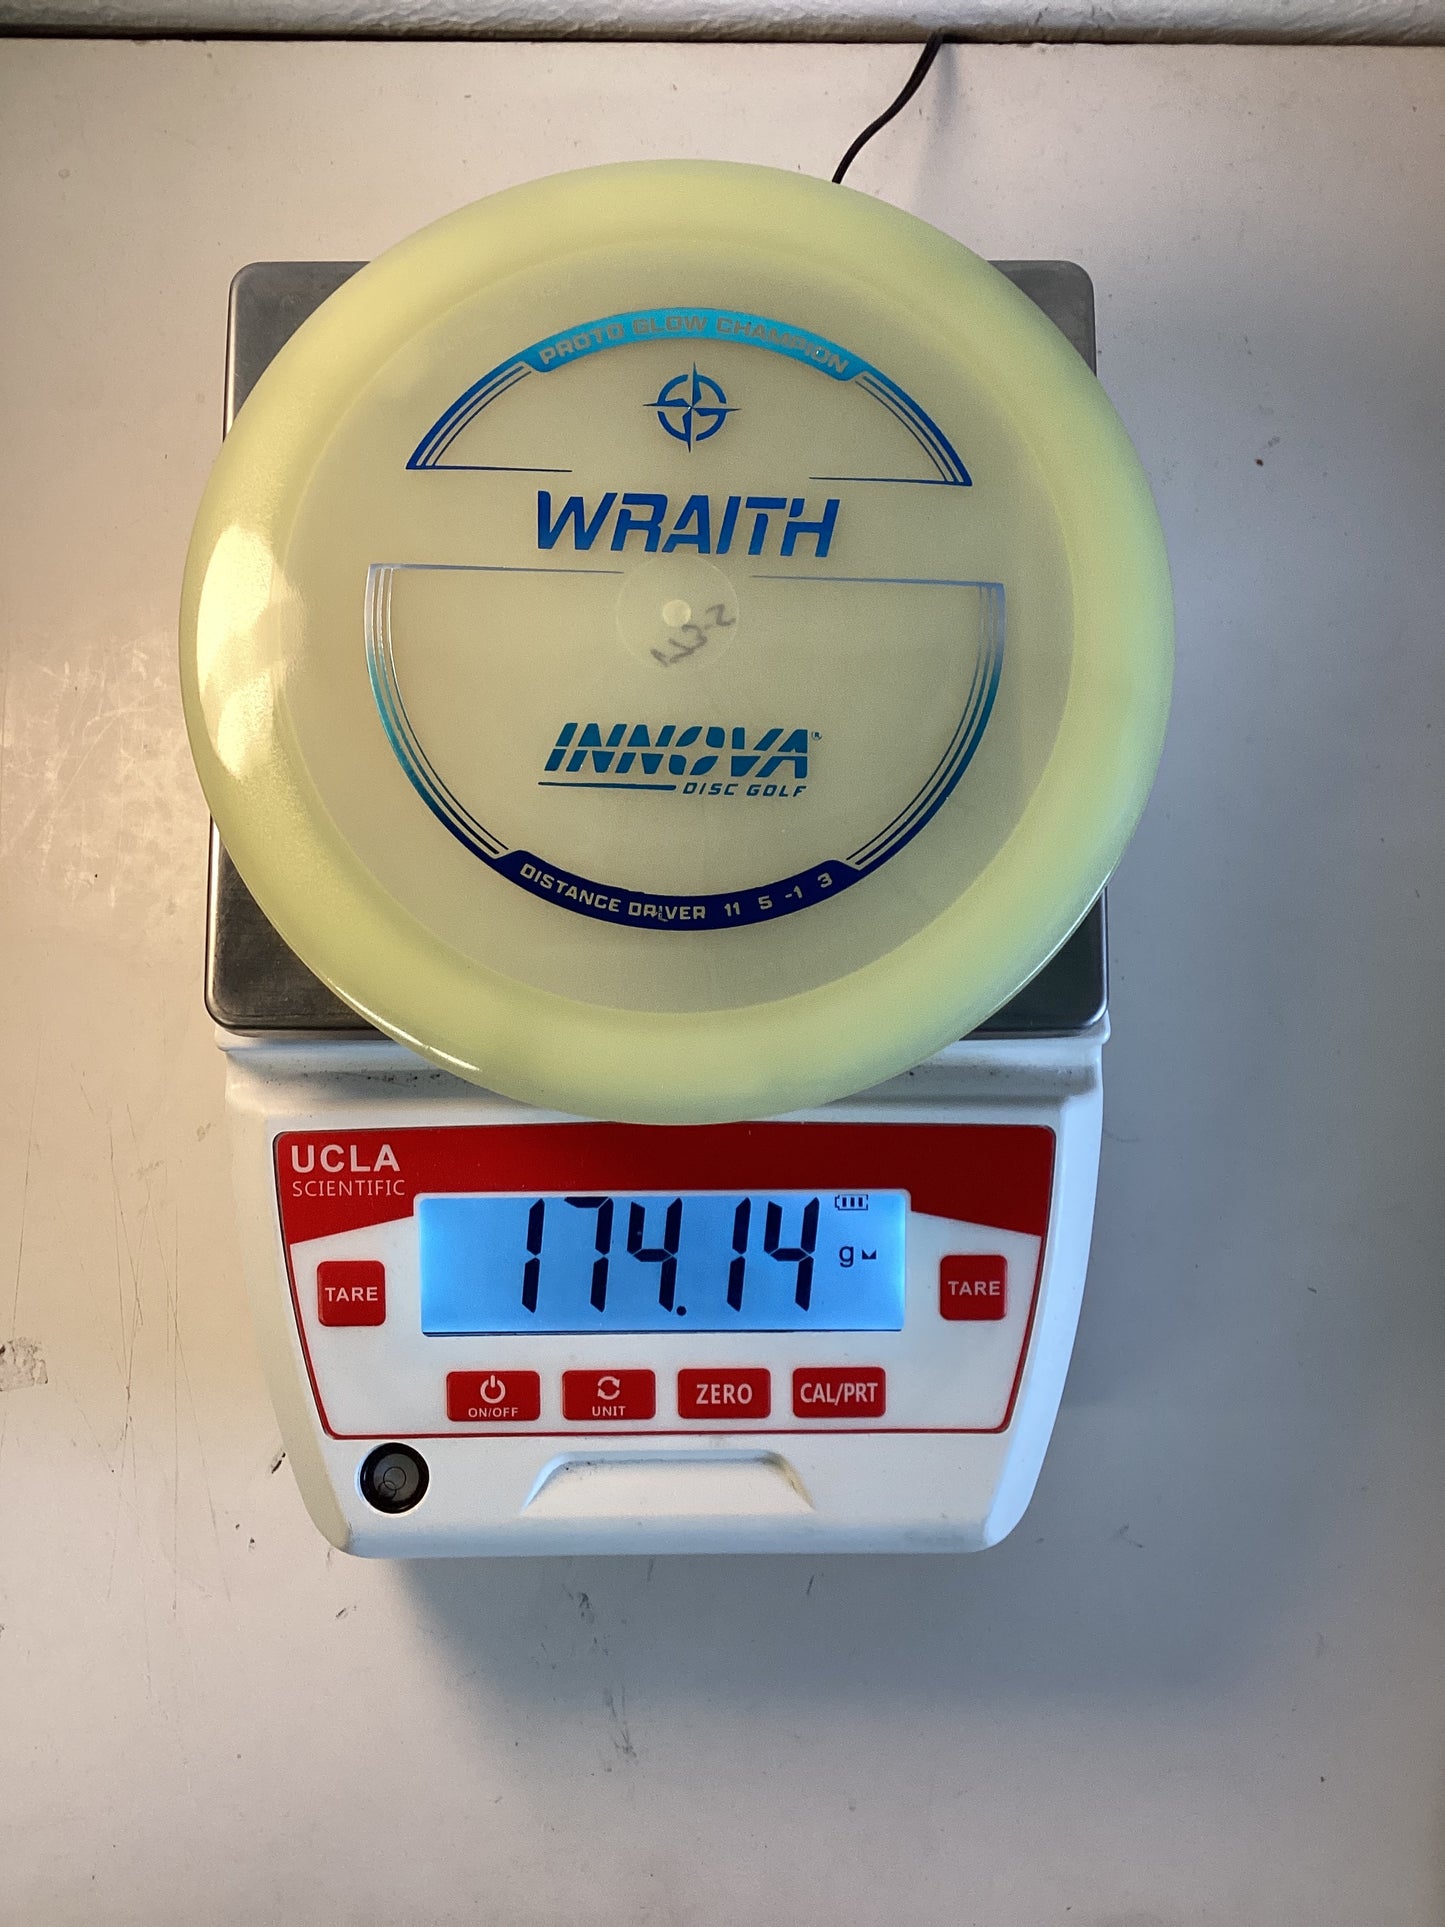 PROTO GLOW CHAMPION
WRAITH
INNOVA®
DISC GOLF
DISTANCE DRIVER 11 5 -1 3
UCLA
SCIENTIFIC
174.14 g
TARE
TARE
ON/OFF
UNIT
ZERO
CAL/PRT